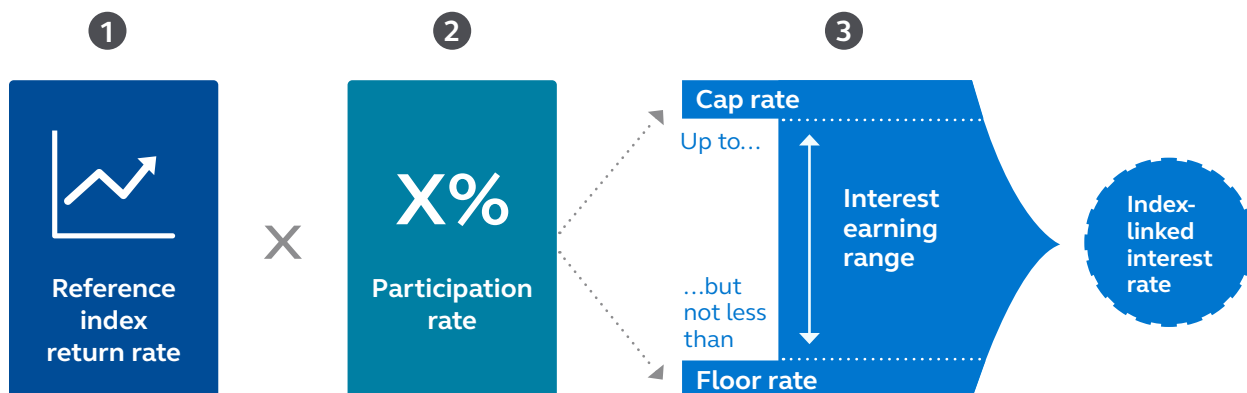 1
2
3
Reference
index
return rate
X
X%
Participation
rate
Cap rate
Up to...
Interest
earning
range
...but
not less
than
Floor rate
Index-
linked
interest
rate